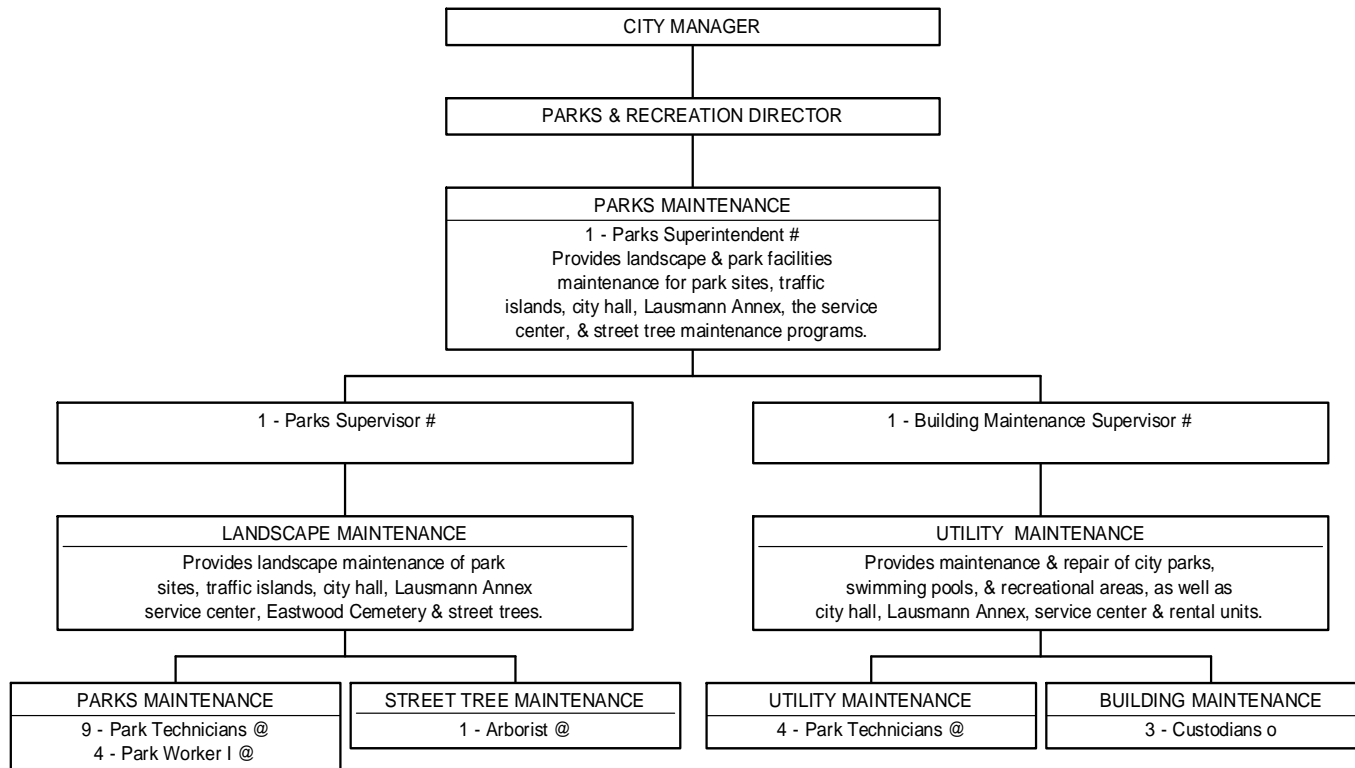 CITY MANAGER
PARKS & RECREATION DIRECTOR
PARKS MAINTENANCE
1 - Parks Superintendent #
Provides landscape & park facilities
maintenance for park sites, traffic
islands, city hall, Lausmann Annex, the service
center, & street tree maintenance programs.
1 - Parks Supervisor #
1 - Building Maintenance Supervisor #
LANDSCAPE MAINTENANCE
Provides landscape maintenance of park
sites, traffic islands, city hall, Lausmann Annex
service center, Eastwood Cemetery & street trees.
UTILITY MAINTENANCE
Provides maintenance & repair of city parks,
swimming pools, & recreational areas, as well as
city hall, Lausmann Annex, service center & rental units.
PARKS MAINTENANCE
9 - Park Technicians @
4 - Park Worker I @
STREET TREE MAINTENANCE
1 - Arborist @
UTILITY MAINTENANCE
4 - Park Technicians @
BUILDING MAINTENANCE
3 - Custodians o